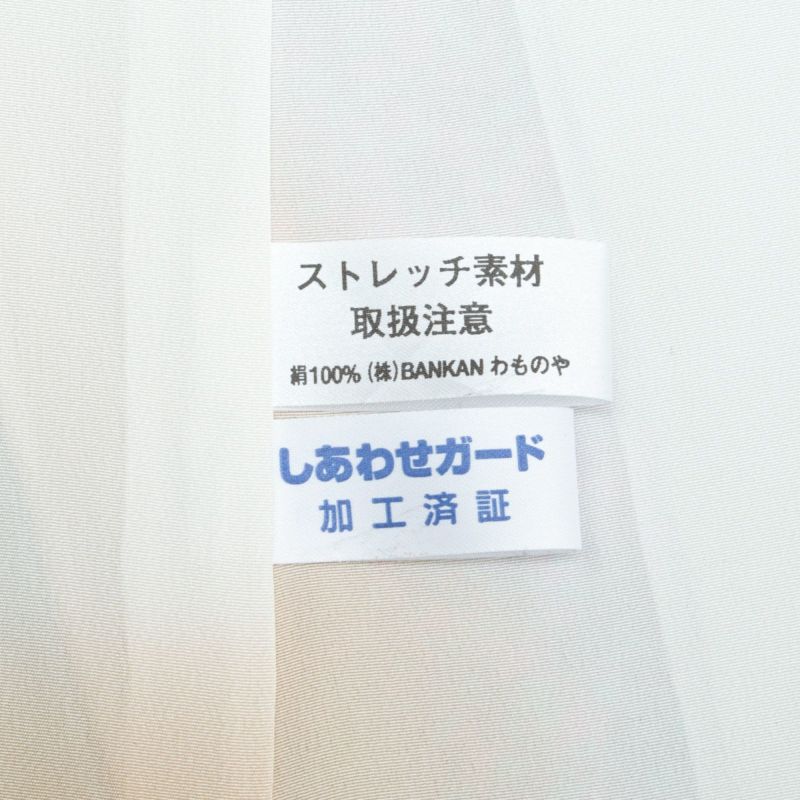 ストレッチ素材
取扱注意
絹100% (株)BANKAN わものや
しあわせガード
加工済証